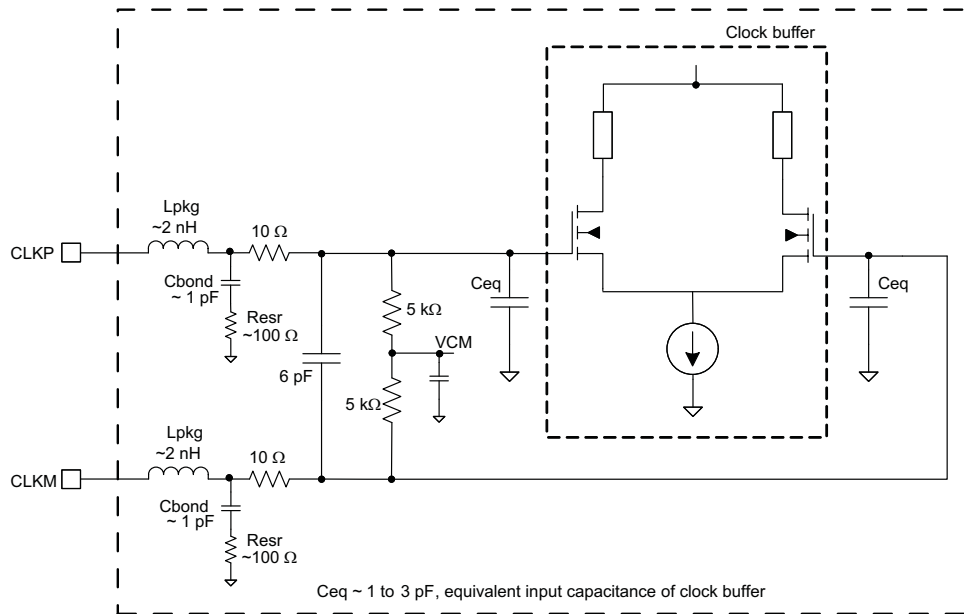 Clock buffer
Lpkg
~2 nH
10 Ω
CLKP
Cbond
~ 1 pF
Resr
~100 Ω
6 pF
5 kΩ
VCM
5 kΩ
Ceq
Ceq
Lpkg
~2 nH
10 Ω
CLKM
Cbond
~ 1 pF
Resr
~100 Ω
Ceq ~ 1 to 3 pF, equivalent input capacitance of clock buffer